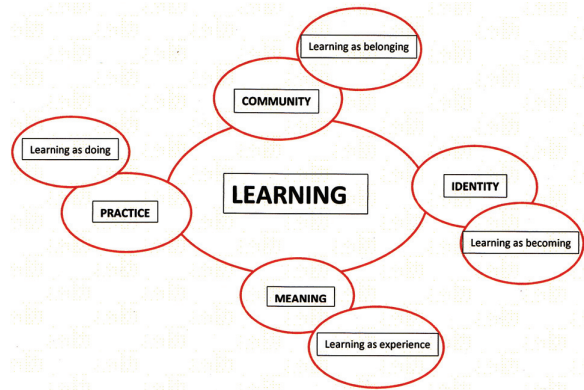 Learning as belonging
COMMUNITY
Learning as doing
PRACTICE
LEARNING
IDENTITY
Learning as becoming
MEANING
Learning as experience